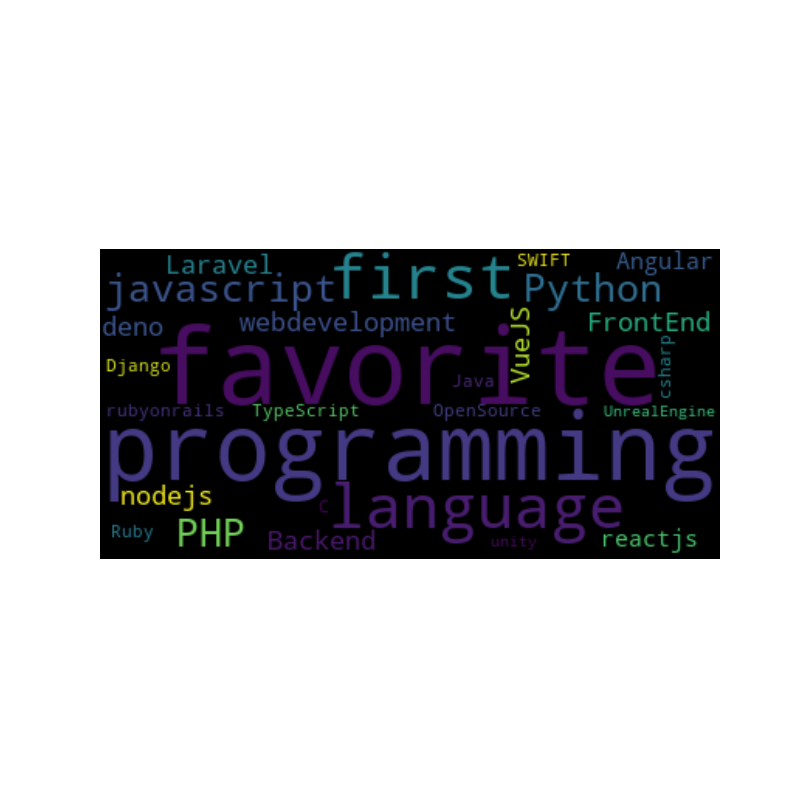 Laravel
first
SWIFT
Angular
javascript
Python
deno
webdevelopment
VueJS
FrontEnd
favorite
csharp
Django
Java
rubyonrails
TypeScript
OpenSource
UnrealEngine
programming
nodejs
C
language
Ruby
PHP
Backend
unity
reactjs